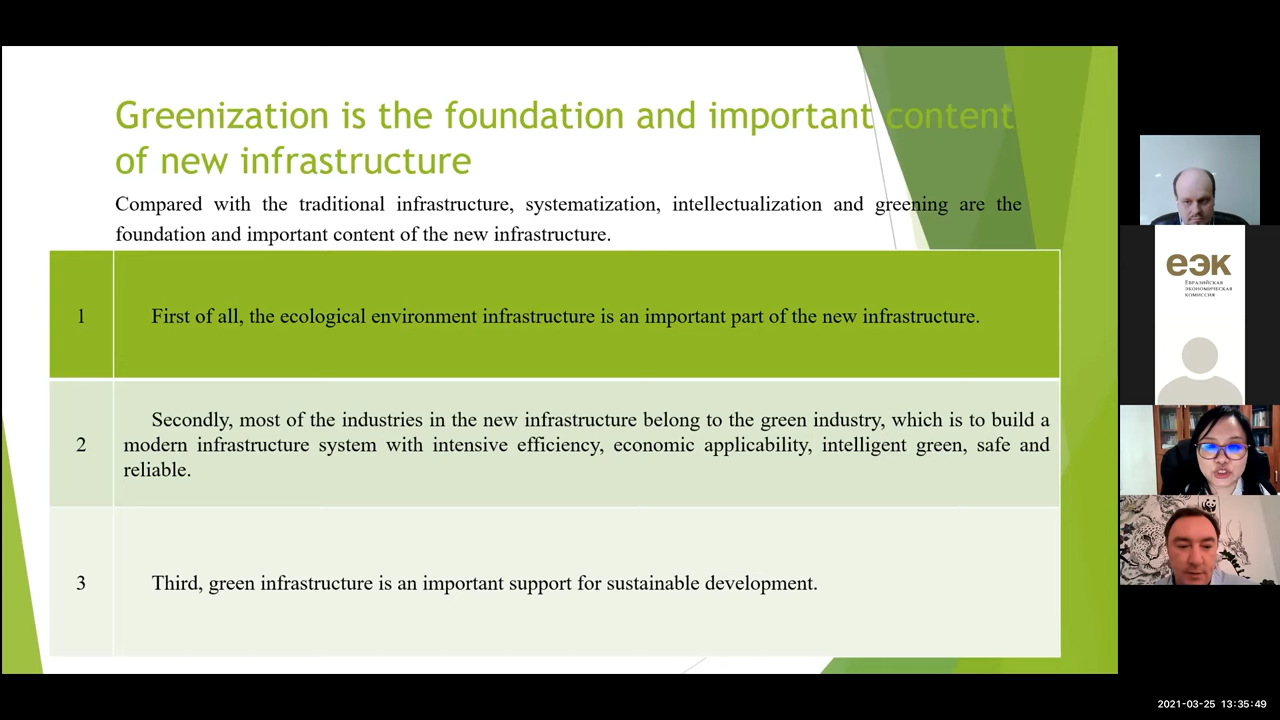 Greenization is the foundation and important content
of new infrastructure
Compared with the traditional infrastructure, systematization, intellectualization and greening are the
foundation and important content of the new infrastructure.
1
First of all, the ecological environment infrastructure is an important part of the new infrastructure.
2
Secondly, most of the industries in the new infrastructure belong to the green industry, which is to build a
modern infrastructure system with intensive efficiency, economic applicability, intelligent green, safe and
reliable.
3
Third, green infrastructure is an important support for sustainable development.
еэк
Евразийская
экономическая
комиссия
2021-03-25 13:35:49